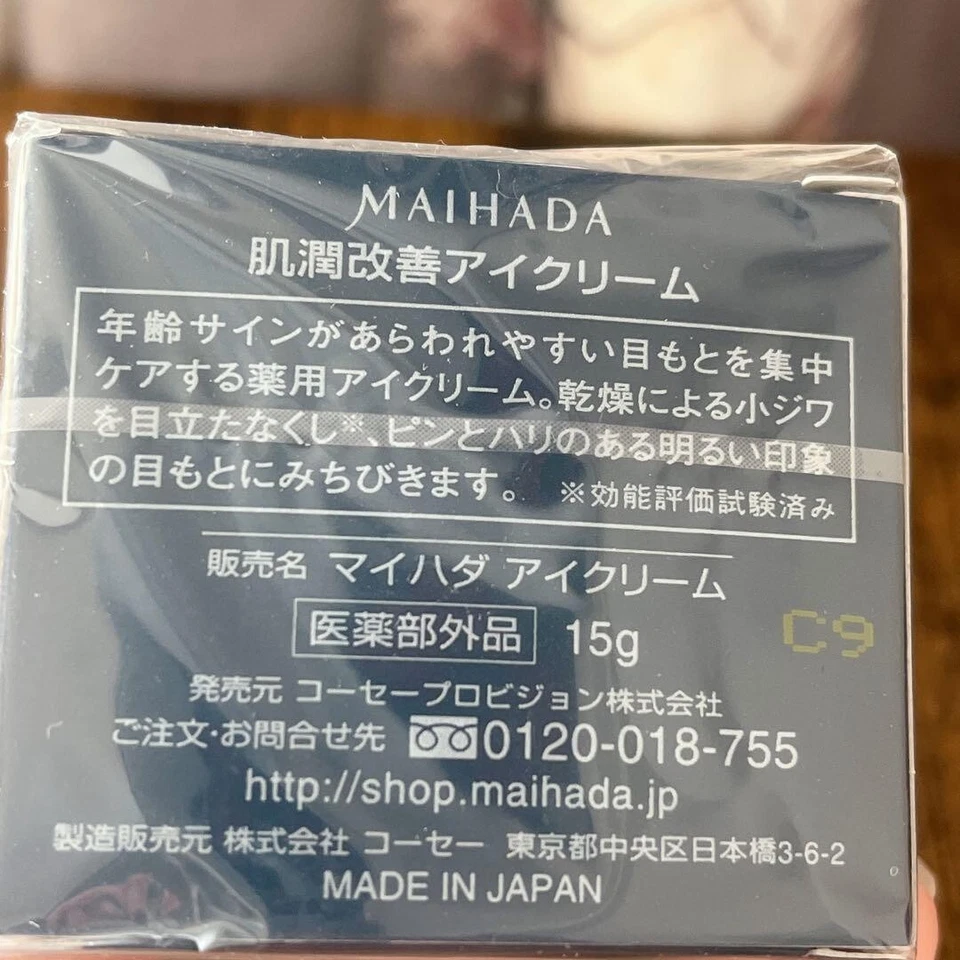 MAIHADA
肌潤改善アイクリーム
年齢サインがあらわれやすい目もとを集中
ケアする薬用アイクリーム。乾燥による小ジワ
を目立たなくし※、ピンとハリのある明るい印象
の目もとにみちびきます。 ※効能評価試験済み
販売名 マイハダ アイクリーム
医薬部外品 15g
C9
発売元 コーセープロビジョン株式会社
ご注文・お問合せ先 0120-018-755
http://shop.maihada.jp
製造販売元 株式会社 コーセー 東京都中央区日本橋3-6-2
MADE IN JAPAN